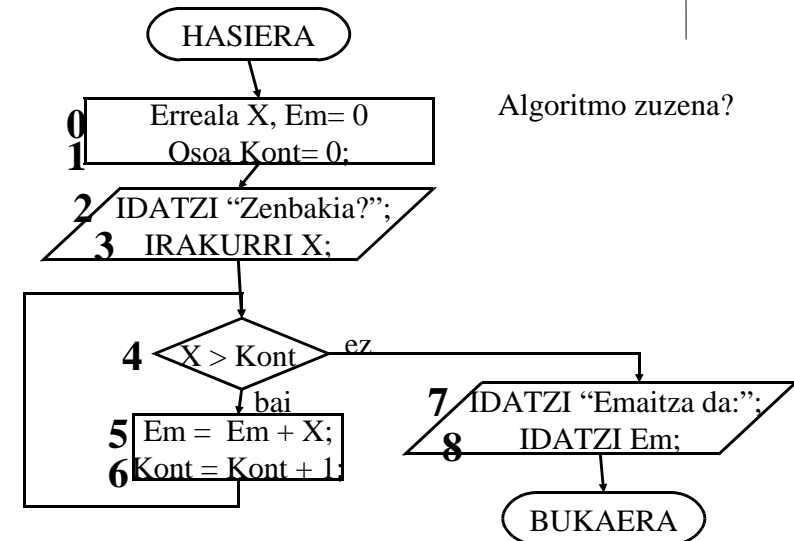 HASIERA
Algoritmo zuzena?
0 Erreala X, Em= 0
1 Osoa Kont= 0;
2 IDATZI “Zenbakia?”;
3 IRAKURRI X;
4 X > Kont
ez
bai
5 Em = Em + X;
6 Kont = Kont + 1;
7 IDATZI “Emaitza da:”;
8 IDATZI Em;
BUKAERA